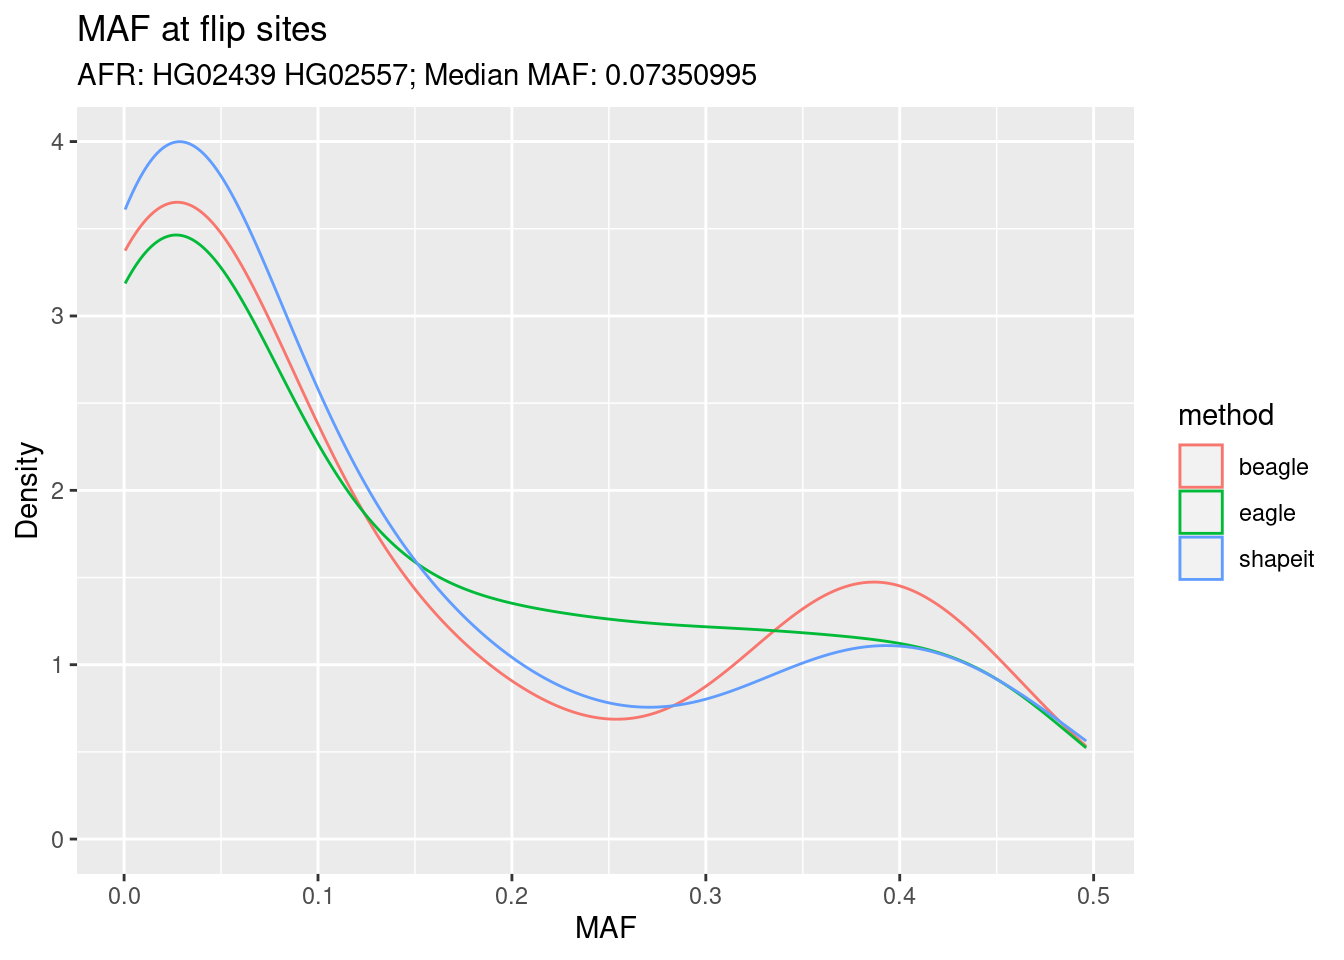 MAF at flip sites
AFR: HG02439 HG02557; Median MAF: 0.07350995
4
3
2
1
0
Density
0.0 0.1 0.2 0.3 0.4 0.5
MAF
method
beagle
eagle
shapeit